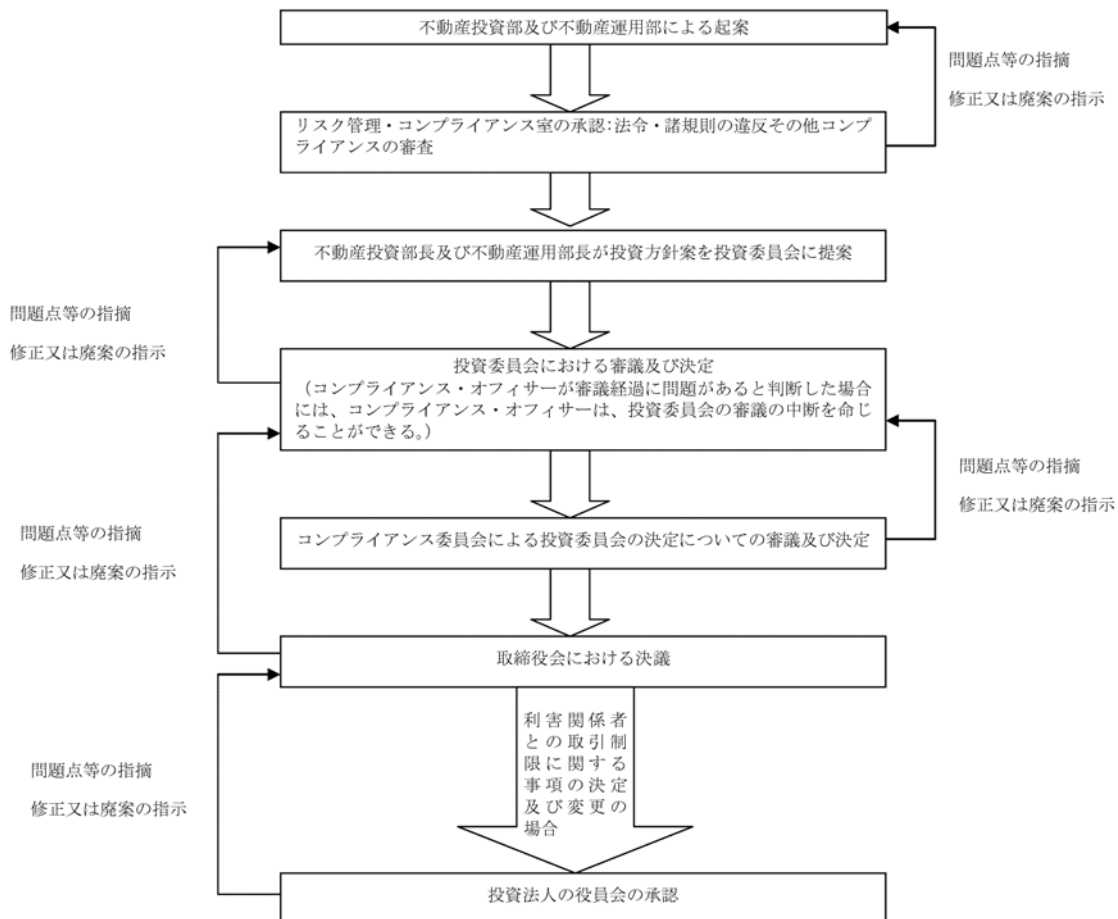 不動産投資部及び不動産運用部による起案
問題点等の指摘
修正又は廃案の指示
リスク管理・コンプライアンス室の承認:法令・諸規則の違反その他コンプ
ライアンスの審査
不動産投資部長及び不動産運用部長が投資方針案を投資委員会に提案
問題点等の指摘
修正又は廃案の指示
投資委員会における審議及び決定
（コンプライアンス・オフィサーが審議経過に問題があると判断した場合
には、コンプライアンス・オフィサーは、投資委員会の審議の中断を命じ
ることができる。）
問題点等の指摘
修正又は廃案の指示
問題点等の指摘
修正又は廃案の指示
コンプライアンス委員会による投資委員会の決定についての審議及び決定
取締役会における決議
利害関係者
との取引制
限に関する
事項の決定
及び変更の
場合
問題点等の指摘
修正又は廃案の指示
投資法人の役員会の承認